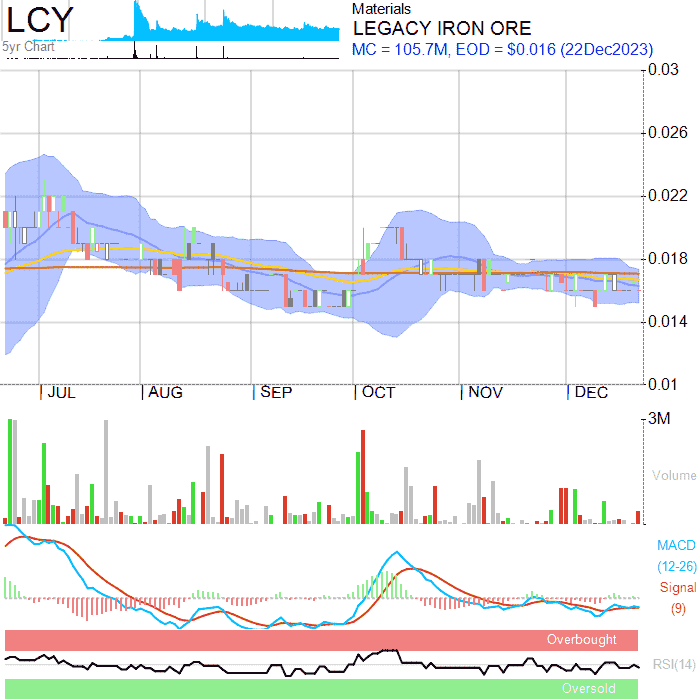 LCY
5yr Chart
Materials
LEGACY IRON ORE
MC = 105.7M, EOD = $0.016 (22Dec2023)
0.03
0.026
0.022
0.018
0.014
0.01
JUL
AUG
SEP
OCT
NOV
DEC
3M
Volume
MACD
(12-26)
Signal
(9)
Overbought
RSI(14)
Oversold